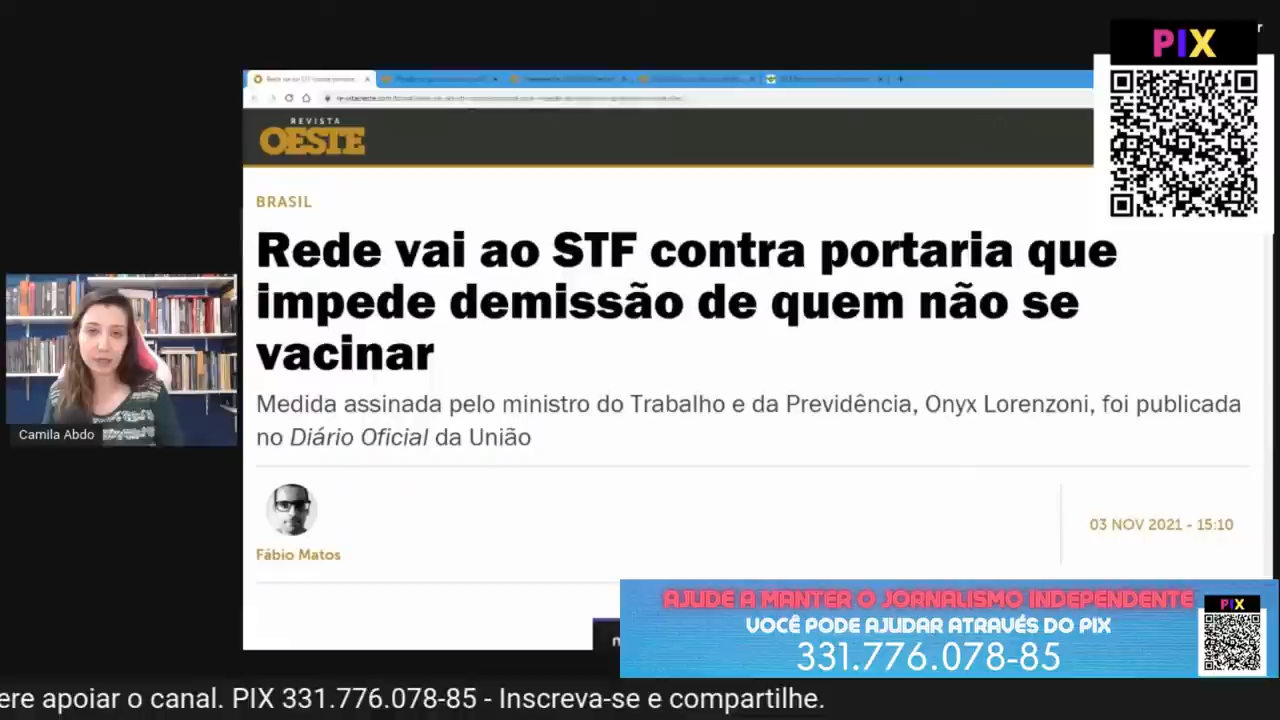 PIX
REVISTA
OESTE
BRASIL
Rede vai ao STF contra portaria que
impede demissão de quem não se
vacinar
Medida assinada pelo ministro do Trabalho e da Previdência, Onyx Lorenzoni, foi publicada
no Diário Oficial da União
Camila Abdo
Fábio Matos
03 NOV 2021 - 15:10
AJUDE A MANTER O JORNALISMO INDEPENDENTE
VOCÊ PODE AJUDAR ATRAVÉS DO PIX
331.776.078-85
PIX
ere apoiar o canal. PIX 331.776.078-85 - Inscreva-se e compartilhe.